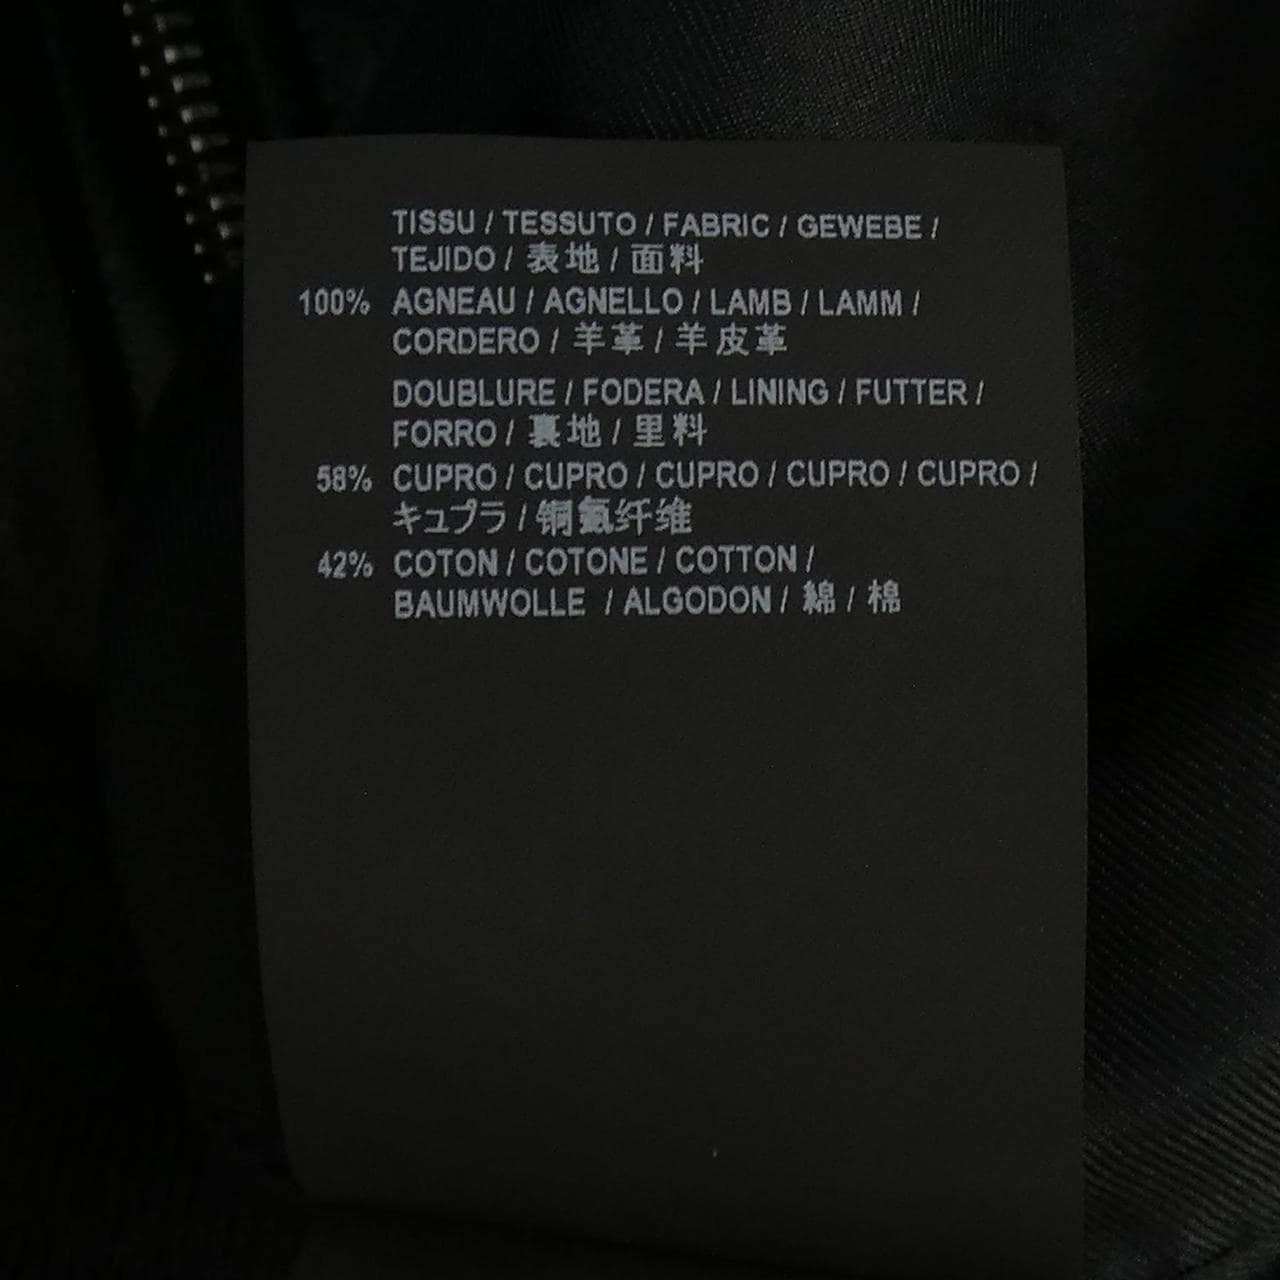 TISSU / TESSUTO / FABRIC / GEWEBE /
TEJIDO / 表地 / 面料
100% AGNEAU / AGNELLO / LAMB / LAMM /
CORDERO / 羊革 / 羊皮革
DOUBLURE / FODERA / LINING / FUTTER /
FORRO / 裏地 / 里料
58% CUPRO / CUPRO / CUPRO / CUPRO / CUPRO /
キュプラ / 铜氨纤维
42% COTON / COTONE / COTTON /
BAUMWOLLE / ALGODON / 綿 / 棉